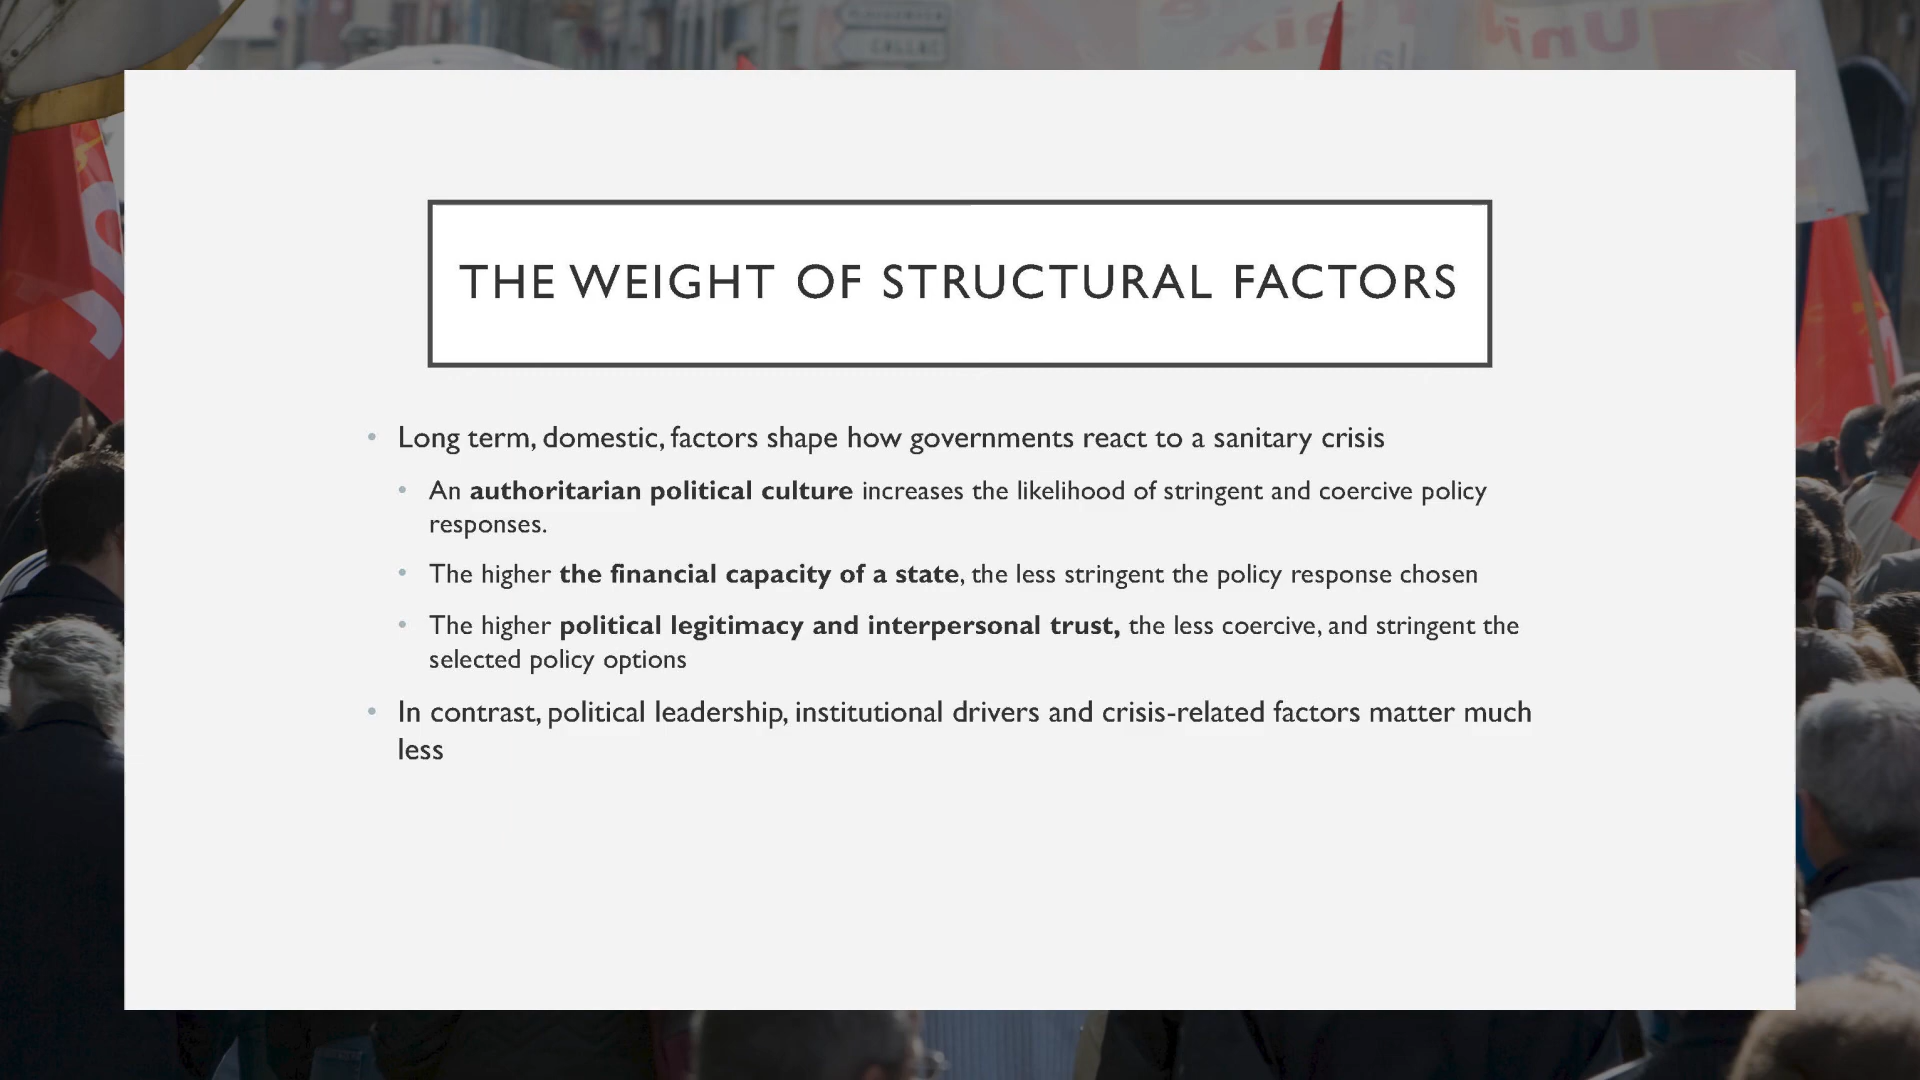 CALLAC
THE WEIGHT OF STRUCTURAL FACTORS
• Long term, domestic, factors shape how governments react to a sanitary crisis
• An authoritarian political culture increases the likelihood of stringent and coercive policy
responses.
• The higher the financial capacity of a state, the less stringent the policy response chosen
• The higher political legitimacy and interpersonal trust, the less coercive, and stringent the
selected policy options
• In contrast, political leadership, institutional drivers and crisis-related factors matter much
less